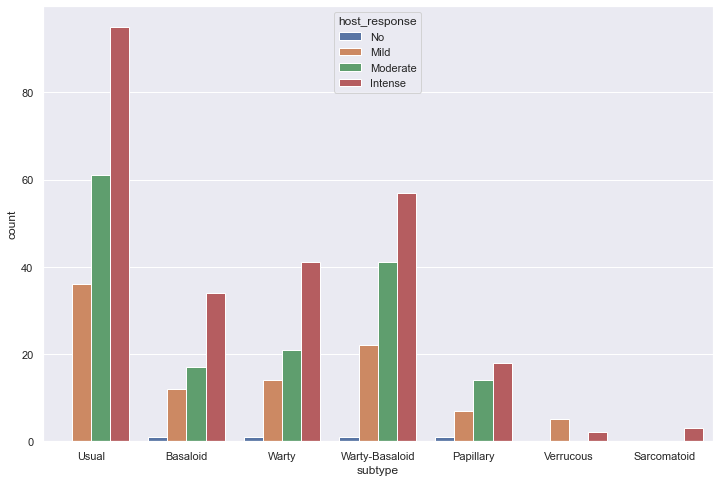 host_response
No
Mild
Moderate
Intense
80
60
40
20
0
count
Usual Basaloid Warty Warty-Basaloid Papillary Verrucous Sarcomatoid
subtype